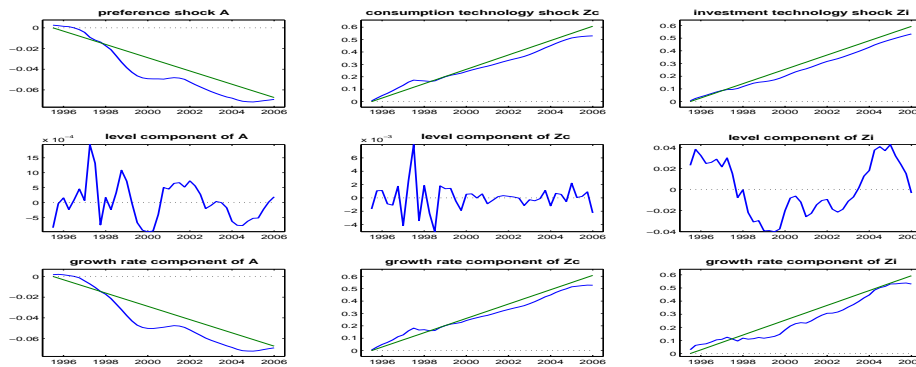 preference shock A
consumption technology shock Zc
investment technology shock Zi
0
−0.02
−0.04
−0.06
1996 1998 2000 2002 2004 2006
0.6
0.5
0.4
0.3
0.2
0.1
0
1996 1998 2000 2002 2004 2006
0.6
0.5
0.4
0.3
0.2
0.1
0
1996 1998 2000 2002 2004 2006
level component of A
level component of Zc
level component of Zi
x 10⁻⁴
15
10
5
0
−5
1996 1998 2000 2002 2004 2006
x 10⁻³
6
4
2
0
−2
−4
1996 1998 2000 2002 2004 2006
0.04
0.02
0
−0.02
−0.04
1996 1998 2000 2002 2004 2006
growth rate component of A
growth rate component of Zc
growth rate component of Zi
0
−0.02
−0.04
−0.06
1996 1998 2000 2002 2004 2006
0.6
0.5
0.4
0.3
0.2
0.1
0
1996 1998 2000 2002 2004 2006
0.6
0.5
0.4
0.3
0.2
0.1
0
1996 1998 2000 2002 2004 2006